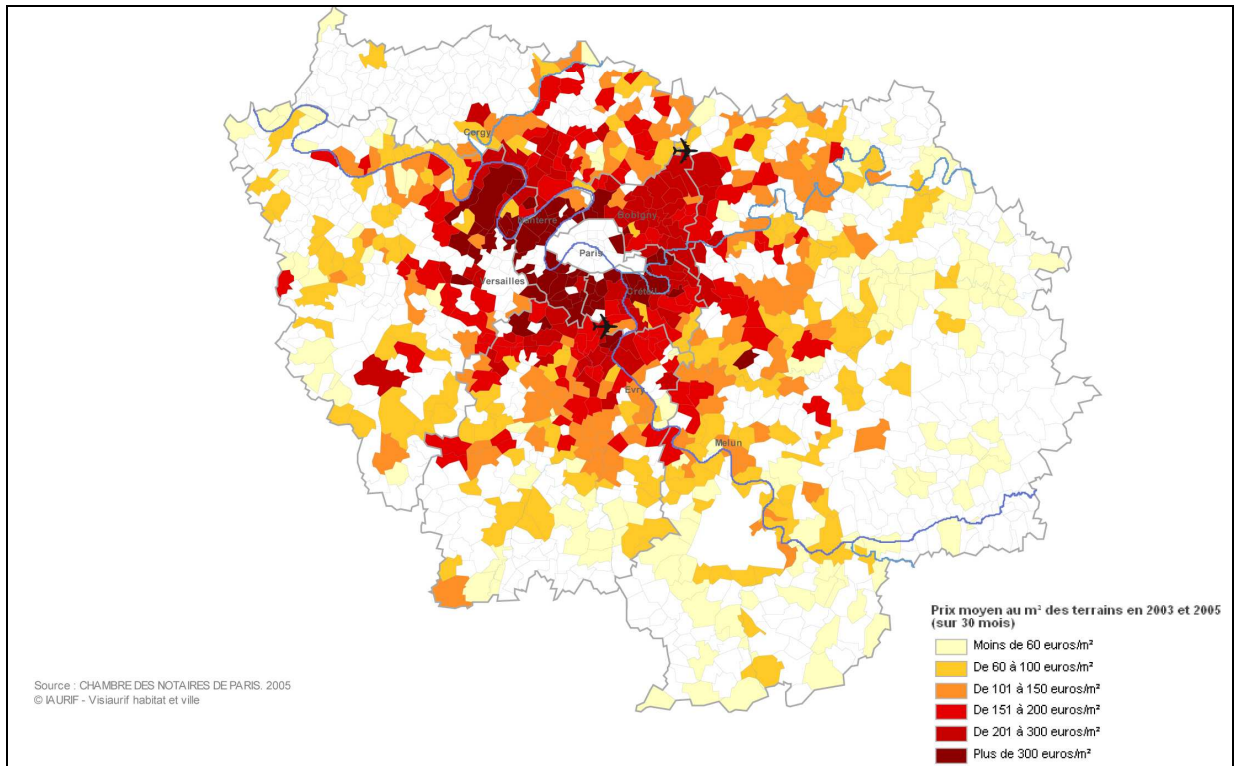 Cergy
Nanterre
Bobigny
Paris
Versailles
Créteil
Evry
Melun
Prix moyen au m² des terrains en 2003 et 2005
(sur 30 mois)
Moins de 60 euros/m²
De 60 à 100 euros/m²
De 101 à 150 euros/m²
De 151 à 200 euros/m²
De 201 à 300 euros/m²
Plus de 300 euros/m²
Source : CHAMBRE DES NOTAIRES DE PARIS. 2005
© IAURIF - Visiaurif habitat et ville